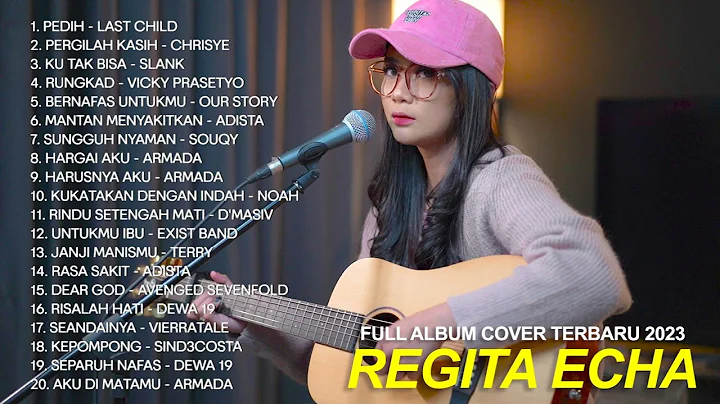 1. PEDIH - LAST CHILD
2. PERGILAH KASIH - CHRISYE
3. KU TAK BISA - SLANK
4. RUNGKAD - VICKY PRASETYO
5. BERNAFAS UNTUKMU - OUR STORY
6. MANTAN MENYAKITKAN - ADISTA
7. SUNGGUH NYAMAN - SOUQY
8. HARGAI AKU - ARMADA
9. HARUSNYA AKU - ARMADA
10. KUKATAKAN DENGAN INDAH - NOAH
11. RINDU SETENGAH MATI - D'MASIV
12. UNTUKMU IBU - EXIST BAND
13. JANJI MANISMU - TERRY
14. RASA SAKIT - ADISTA
15. DEAR GOD - AVENGED SEVENFOLD
16. RISALAH HATI - DEWA 19
17. SEANDAINYA - VIERRATALE
18. KEPOMPONG - SIND3COSTA
19. SEPARUH NAFAS - DEWA 19
20. AKU DI MATAMU - ARMADA
FULL ALBUM COVER TERBARU 2023
REGITA ECHA